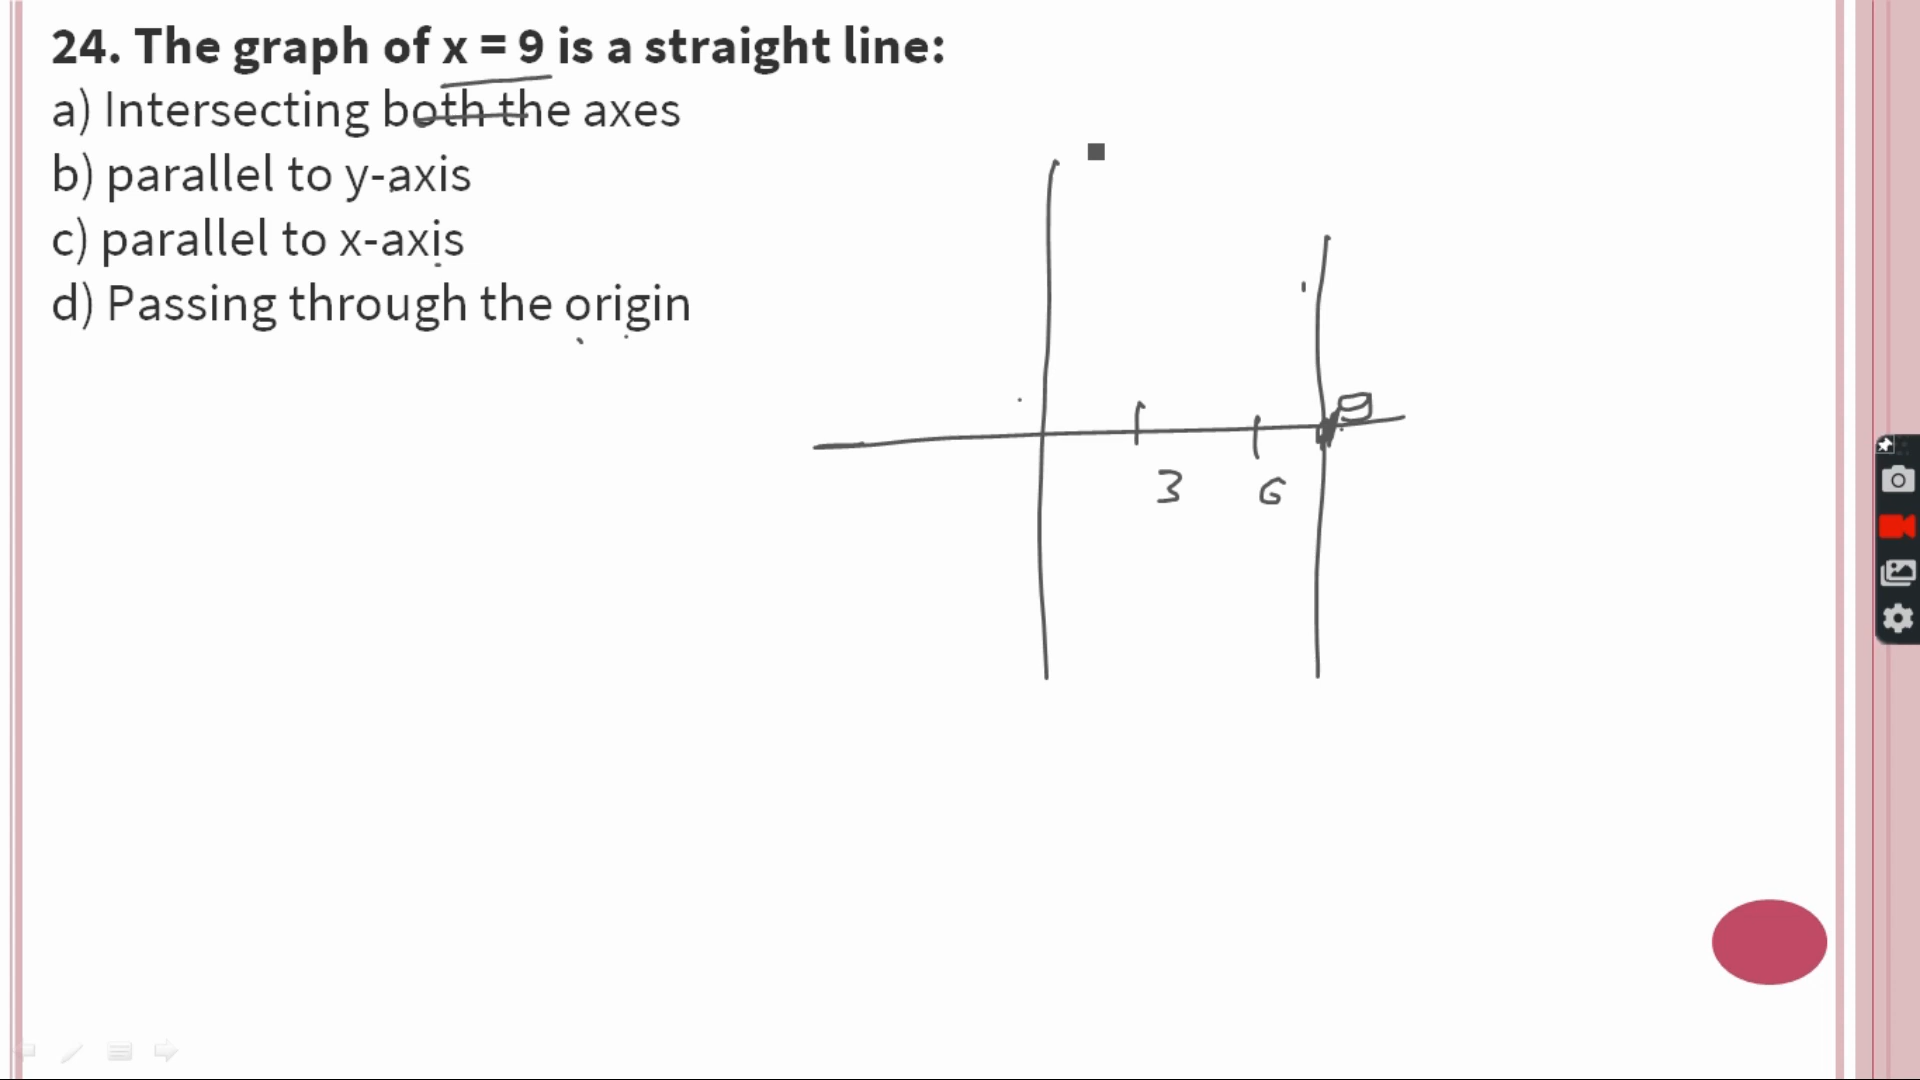 24. The graph of x = 9 is a straight line:
a) Intersecting both the axes
b) parallel to y-axis
c) parallel to x-axis
d) Passing through the origin
9
3 6